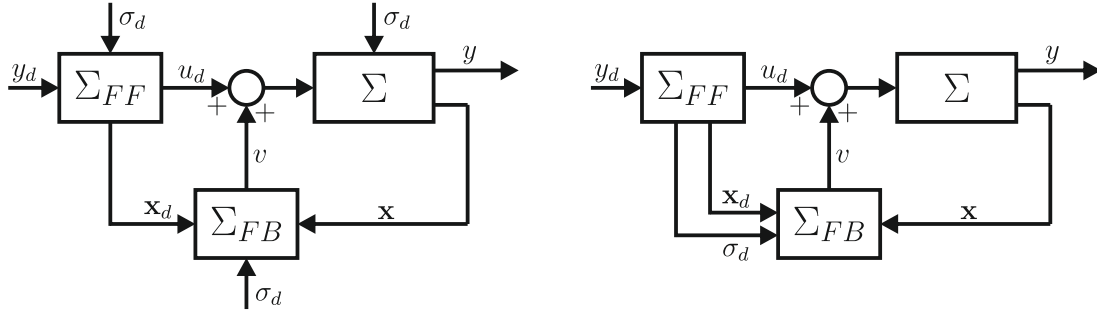 σ_d σ_d
y_d Σ_FF u_d + + Σ y
v
x_d Σ_FB x
σ_d
y_d Σ_FF u_d + + Σ y
v
x_d Σ_FB x
σ_d